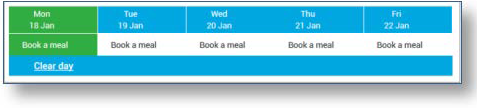 Mon Tue Wed Thu Fri
18 Jan 19 Jan 20 Jan 21 Jan 22 Jan
Book a meal Book a meal Book a meal Book a meal Book a meal
Clear day